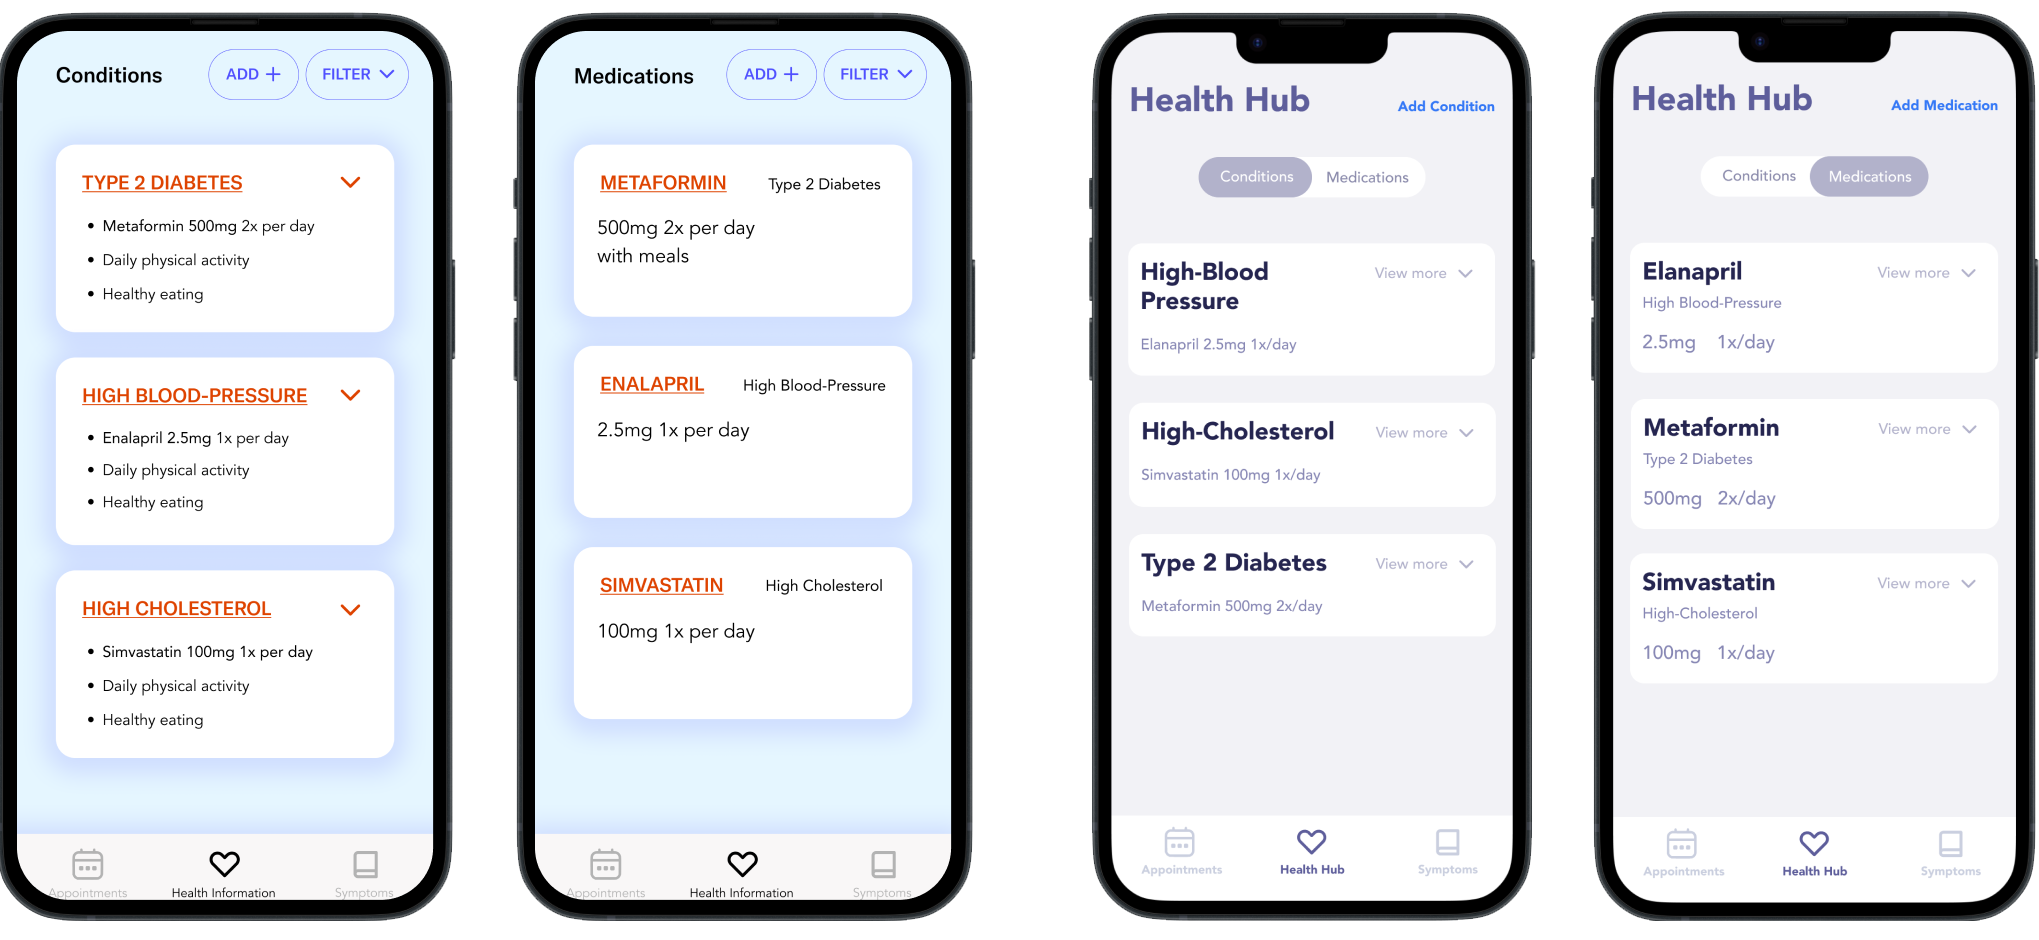 Conditions
ADD +
FILTER
TYPE 2 DIABETES
• Metaformin 500mg 2x per day
• Daily physical activity
• Healthy eating
HIGH BLOOD-PRESSURE
• Enalapril 2.5mg 1x per day
• Daily physical activity
• Healthy eating
HIGH CHOLESTEROL
• Simvastatin 100mg 1x per day
• Daily physical activity
• Healthy eating
Appointments
Health Information
Symptoms
Medications
ADD +
FILTER
METAFORMIN
Type 2 Diabetes
500mg 2x per day
with meals
ENALAPRIL
High Blood-Pressure
2.5mg 1x per day
SIMVASTATIN
High Cholesterol
100mg 1x per day
Appointments
Health Information
Symptoms
Health Hub
Add Condition
Conditions
Medications
High-Blood
Pressure
View more
Elanapril 2.5mg 1x/day
High-Cholesterol
View more
Simvastatin 100mg 1x/day
Type 2 Diabetes
View more
Metaformin 500mg 2x/day
Appointments
Health Hub
Symptoms
Health Hub
Add Medication
Conditions
Medications
Elanapril
View more
High Blood-Pressure
2.5mg 1x/day
Metaformin
View more
Type 2 Diabetes
500mg 2x/day
Simvastatin
View more
High-Cholesterol
100mg 1x/day
Appointments
Health Hub
Symptoms